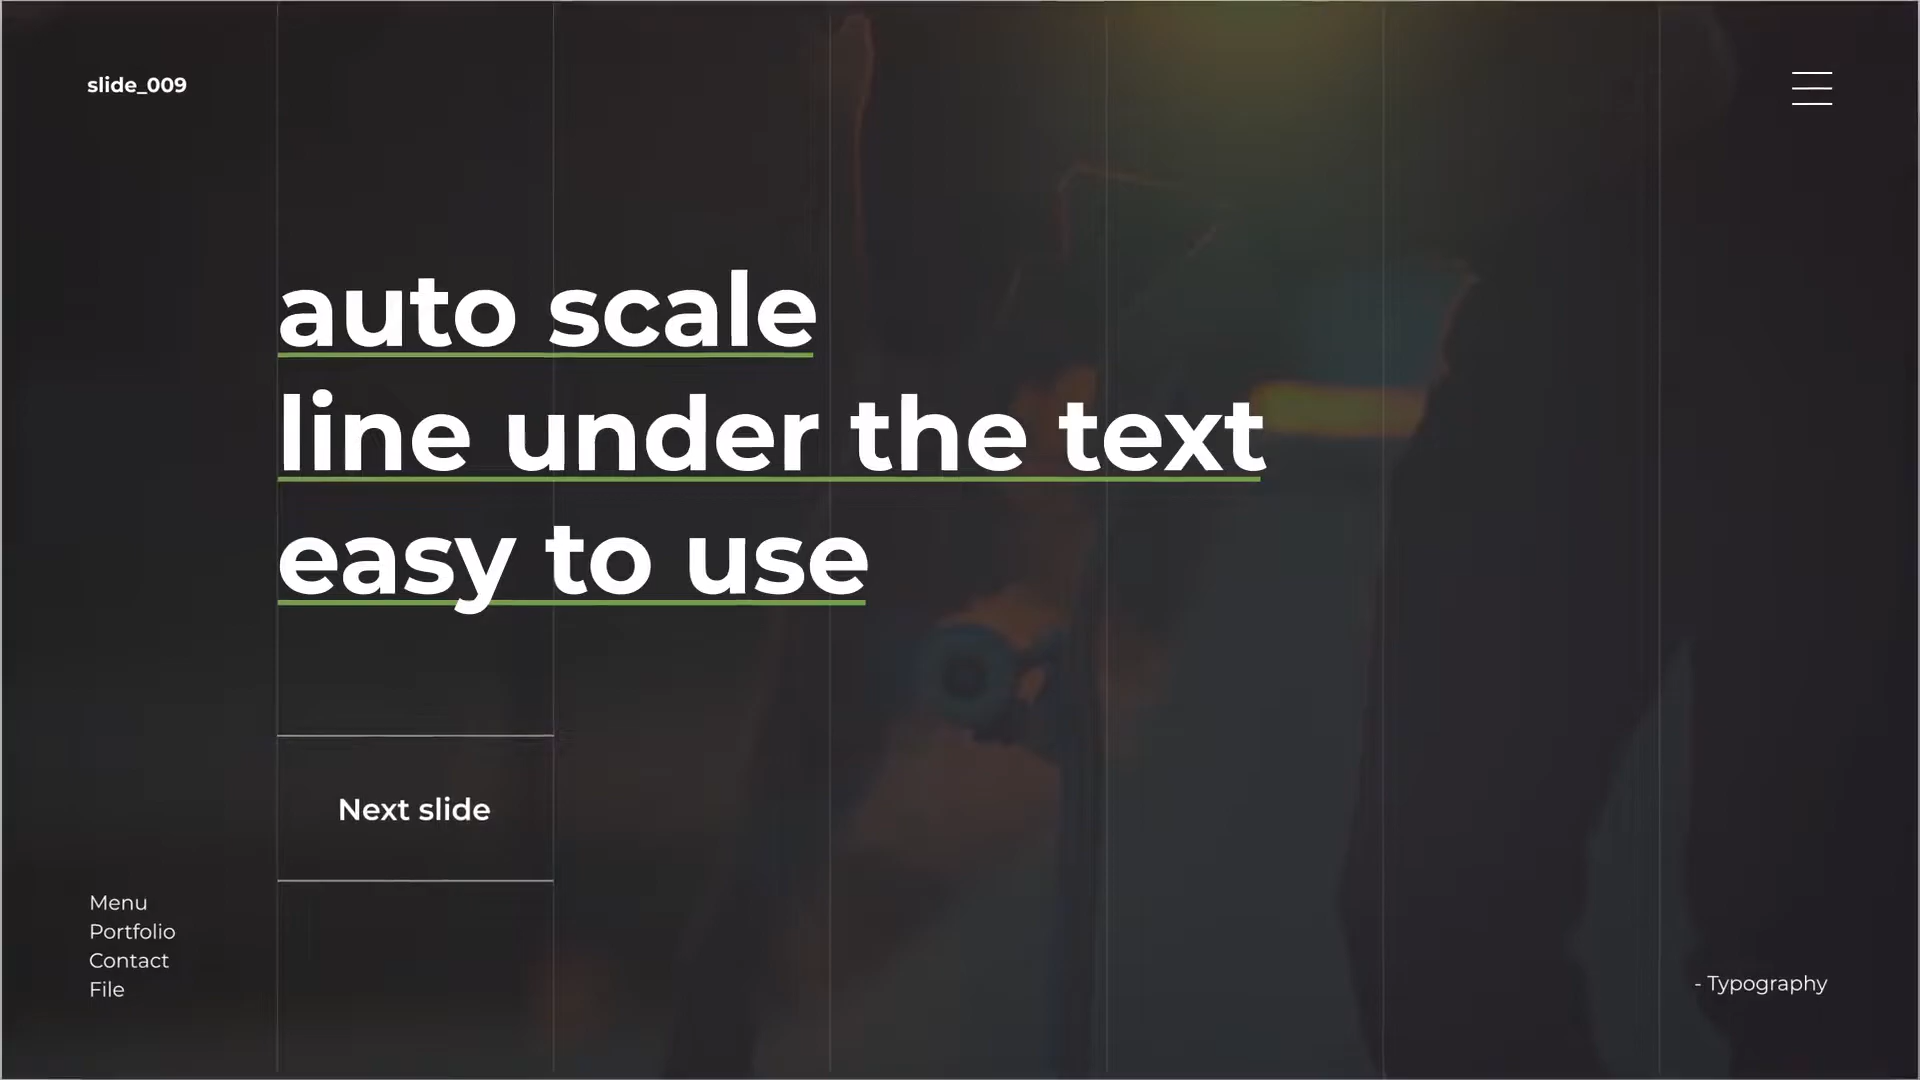 slide_009
auto scale
line under the text
easy to use
Next slide
Menu
Portfolio
Contact
File
- Typography